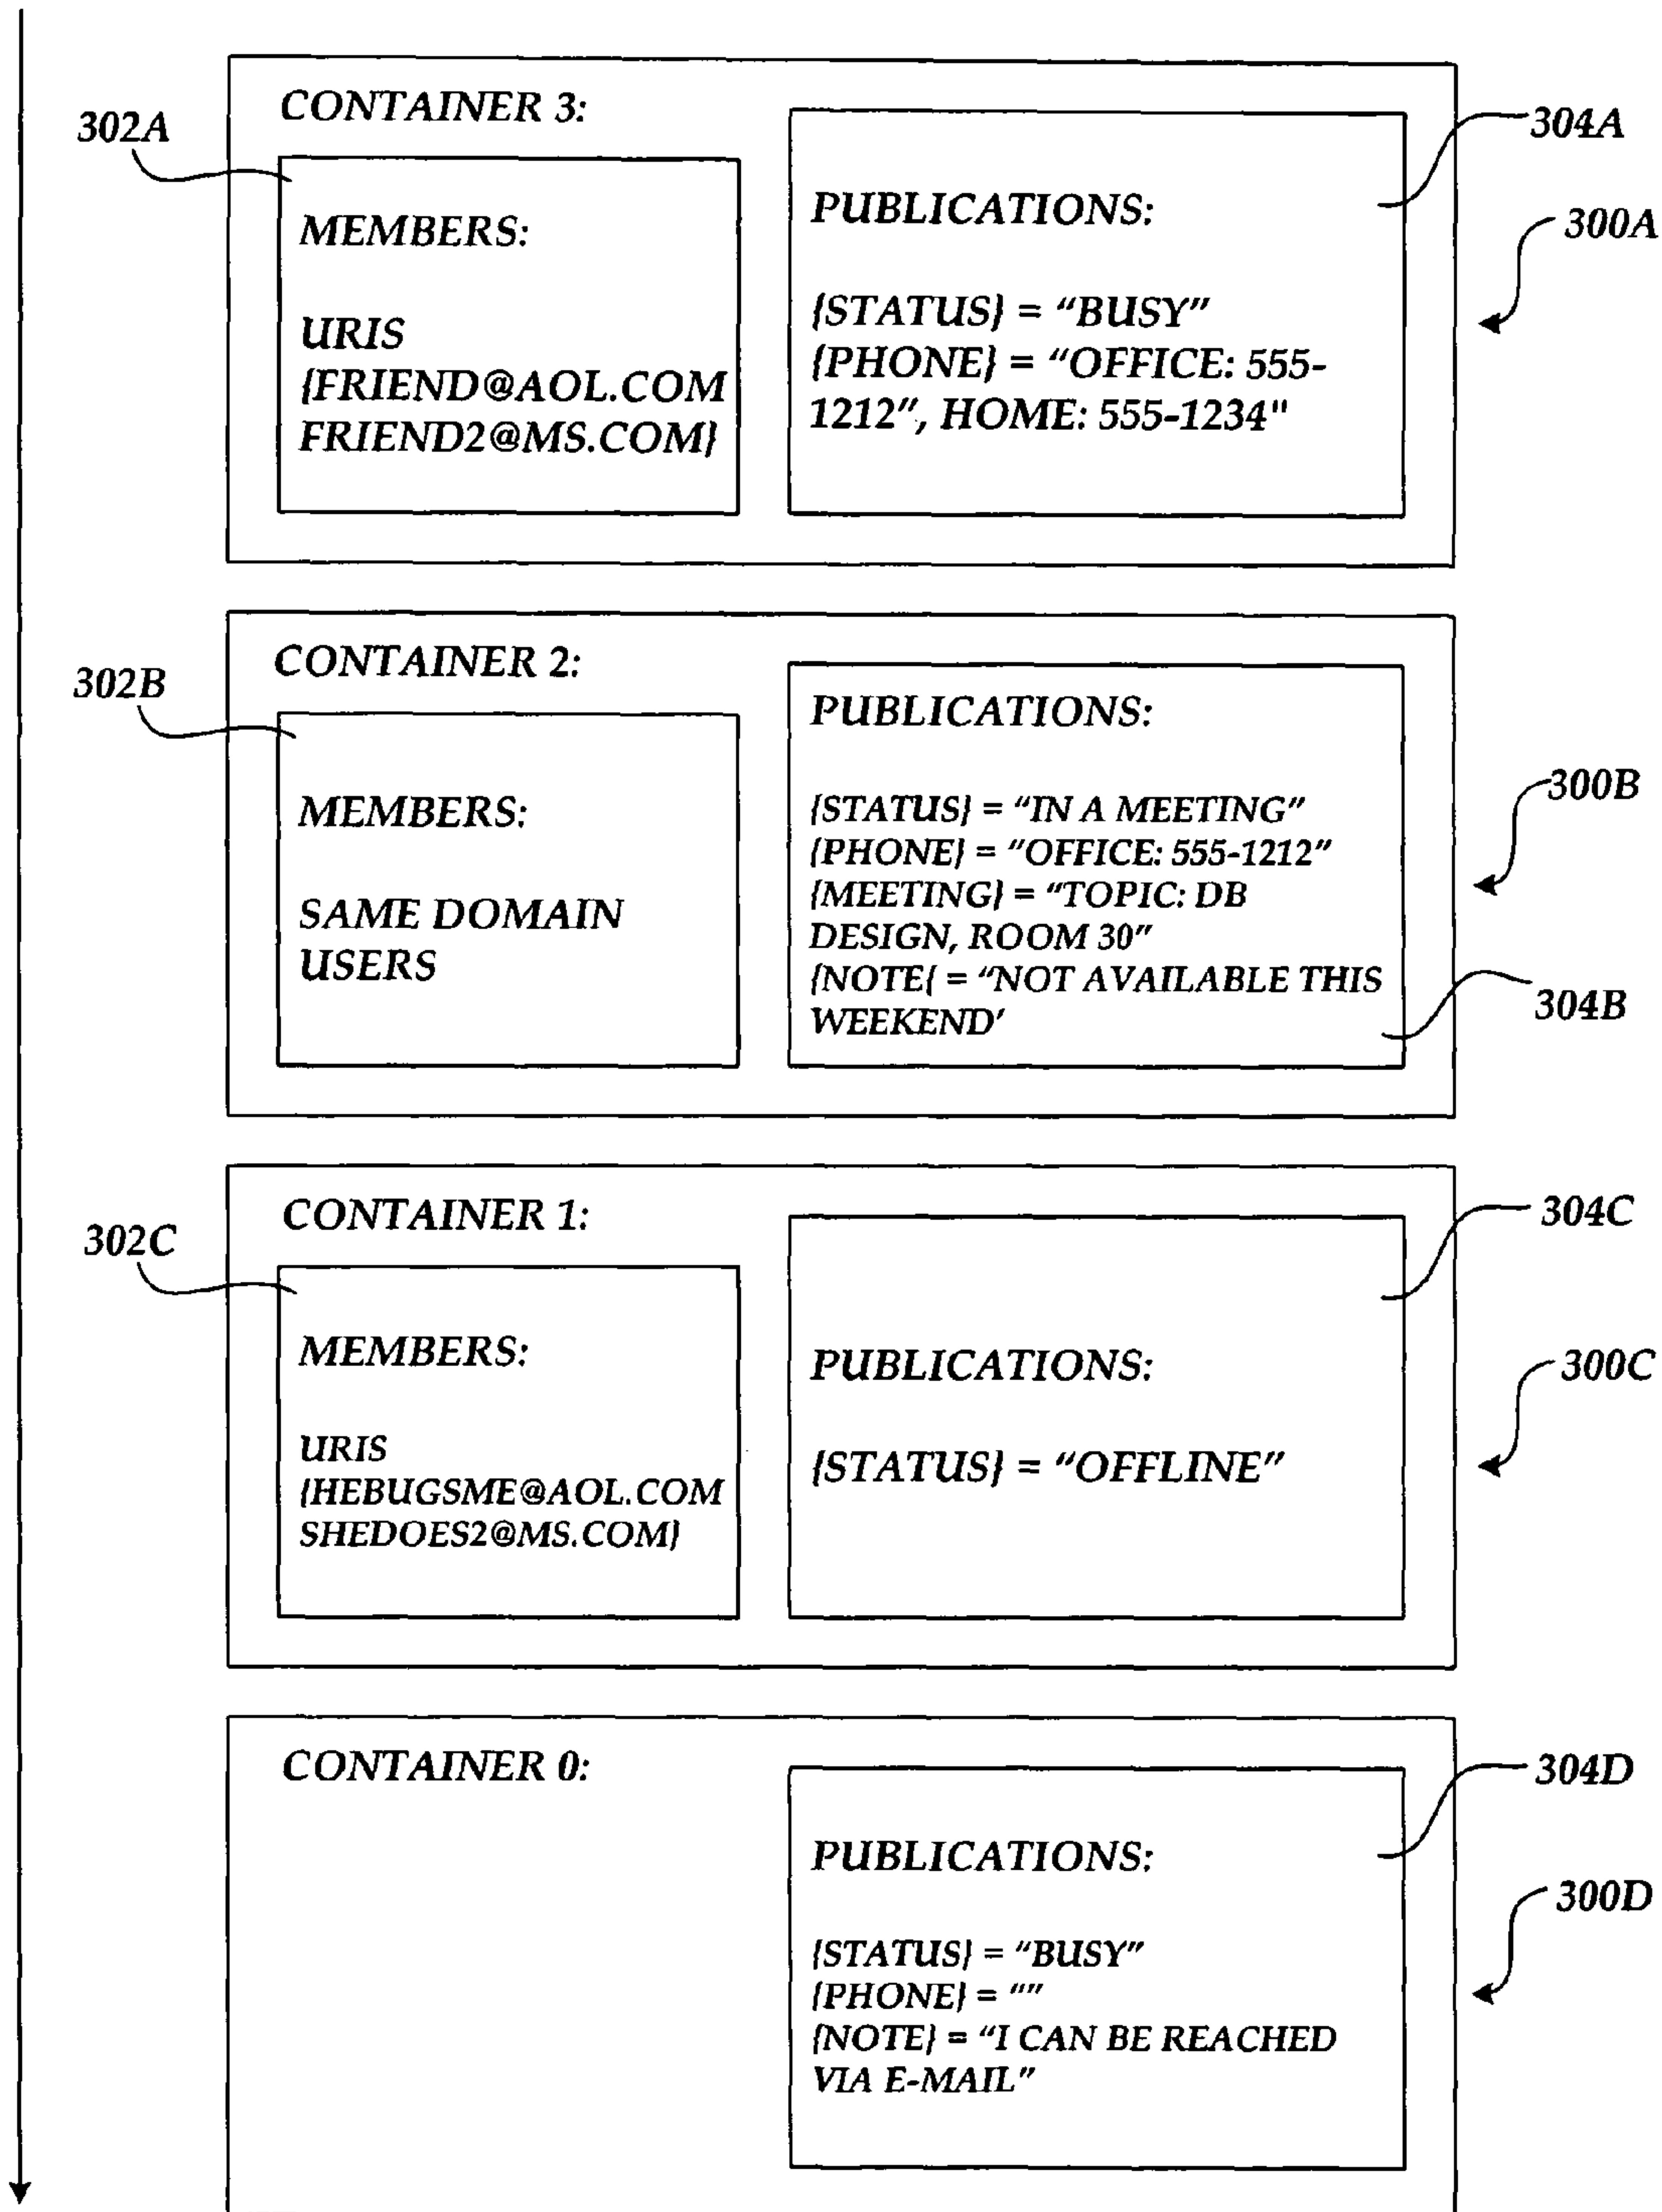 CONTAINER 3:
302A
304A
MEMBERS:
PUBLICATIONS:
300A
URIS
{FRIEND@AOL.COM
FRIEND2@MS.COM}
{STATUS} = “BUSY”
{PHONE} = “OFFICE: 555-
1212”, HOME: 555-1234"
CONTAINER 2:
302B
PUBLICATIONS:
300B
MEMBERS:
SAME DOMAIN
USERS
{STATUS} = “IN A MEETING”
{PHONE} = “OFFICE: 555-1212”
{MEETING} = “TOPIC: DB
DESIGN, ROOM 30”
{NOTE{ = “NOT AVAILABLE THIS
WEEKEND’
304B
CONTAINER 1:
302C
304C
MEMBERS:
PUBLICATIONS:
300C
URIS
{HEBUGSME@AOL.COM
SHEDOES2@MS.COM}
{STATUS} = “OFFLINE”
CONTAINER 0:
304D
PUBLICATIONS:
300D
{STATUS} = “BUSY”
{PHONE} = “”
{NOTE} = “I CAN BE REACHED
VIA E-MAIL”